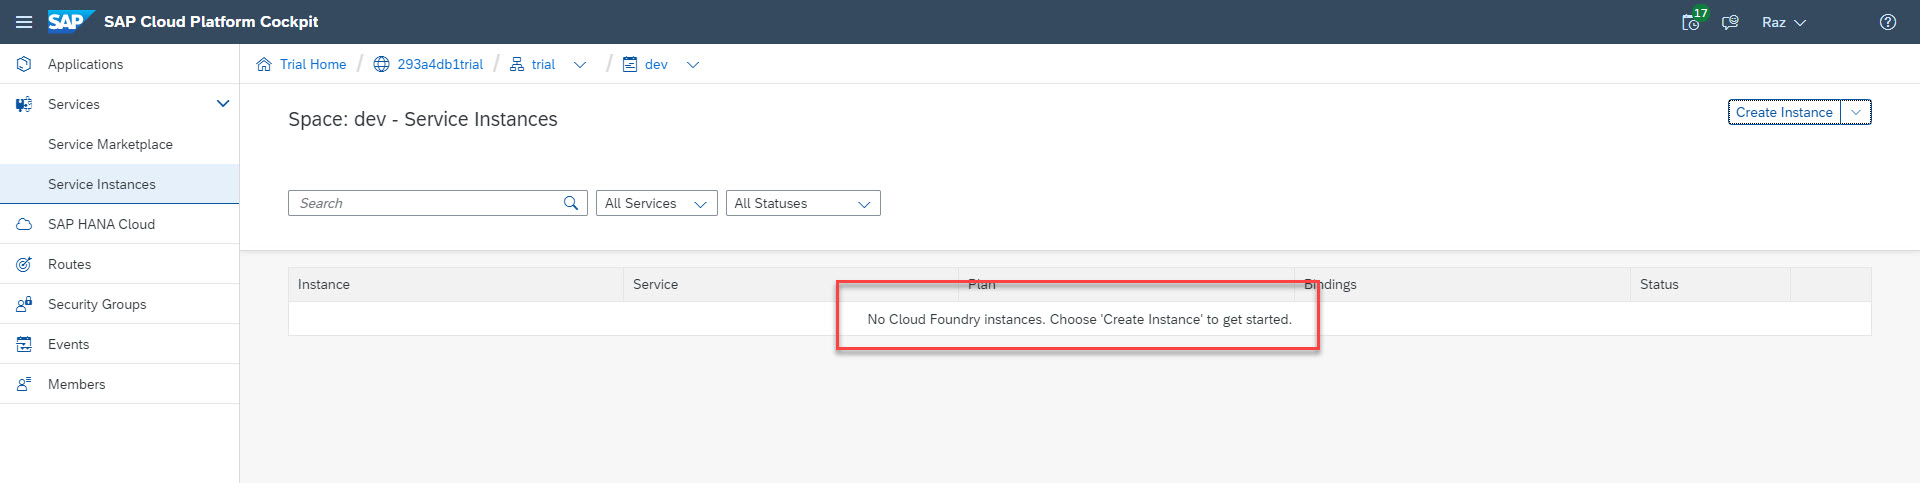 SAP SAP Cloud Platform Cockpit 17 Raz
Applications
Services
Service Marketplace
Service Instances
SAP HANA Cloud
Routes
Security Groups
Events
Members
Trial Home / 293a4db1trial / trial / dev
Space: dev - Service Instances
Create Instance
Search All Services All Statuses
Instance Service Plan Bindings Status
No Cloud Foundry instances. Choose 'Create Instance' to get started.